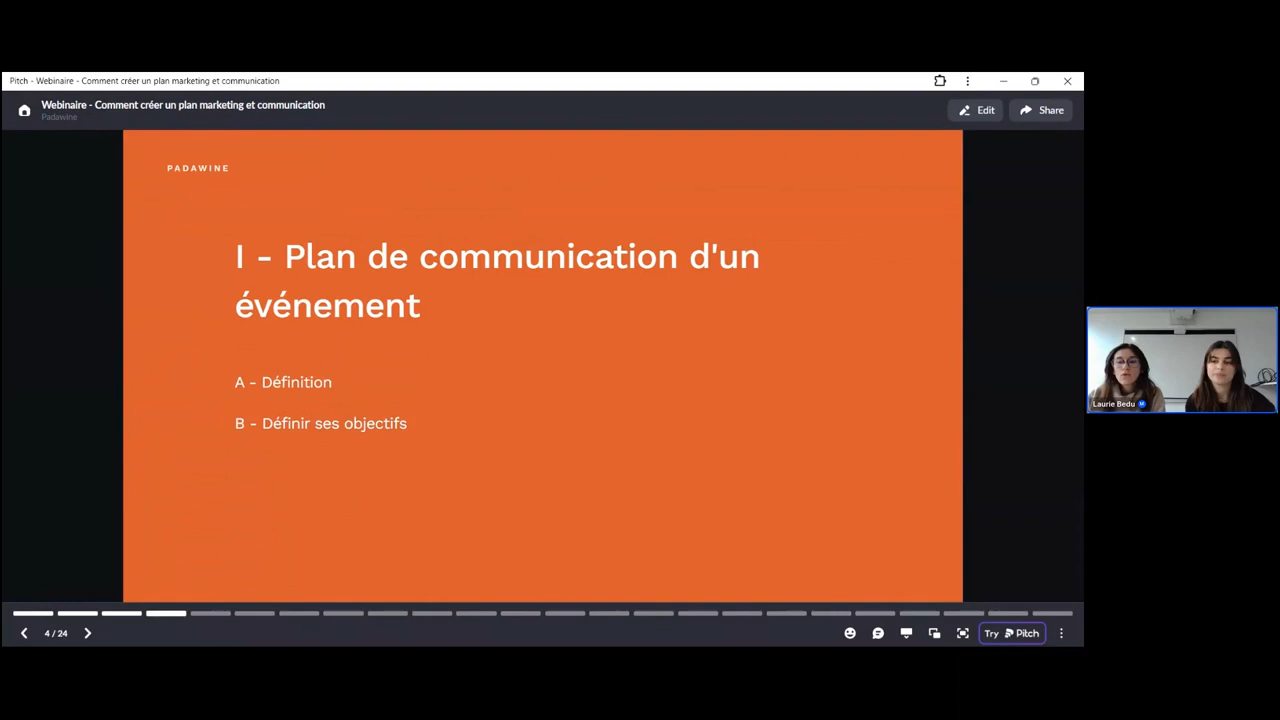 Pitch - Webinaire - Comment créer un plan marketing et communication
Webinaire - Comment créer un plan marketing et communication
Padawine
Edit
Share
PADAWINE
I - Plan de communication d'un
événement
A - Définition
B - Définir ses objectifs
Laurie Bedu
M
4 / 24
Try Pitch